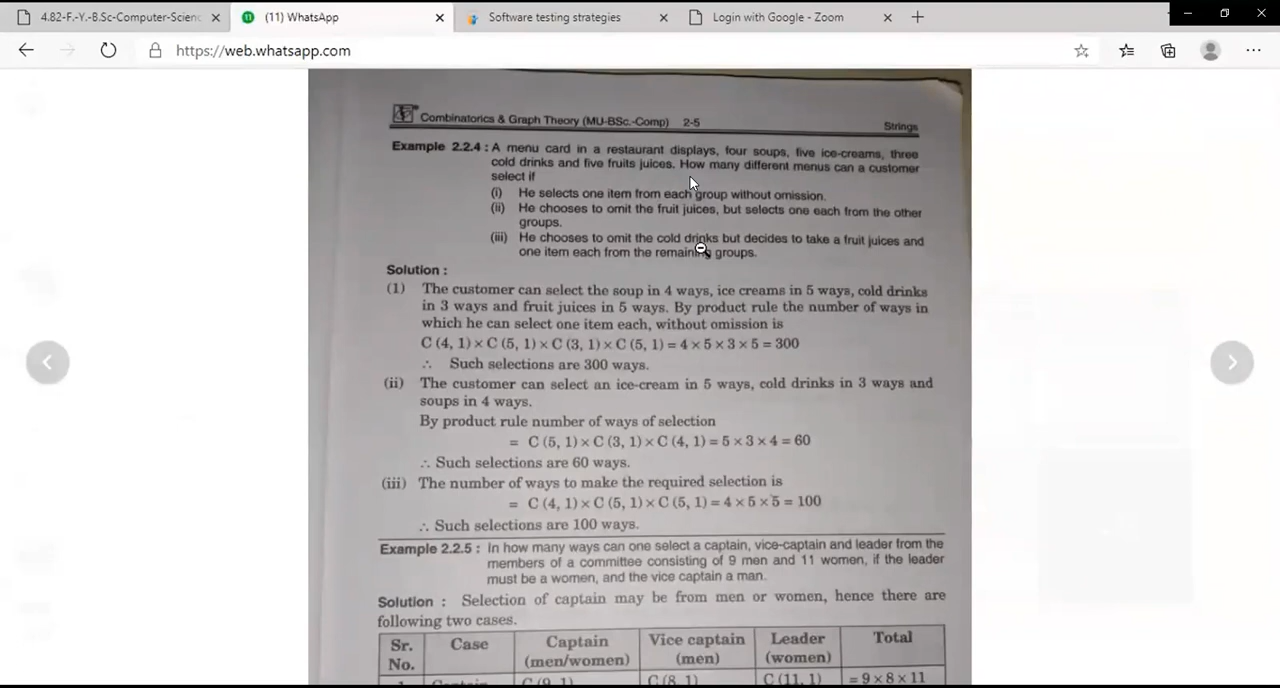 4.82-F.-Y.-B.Sc-Computer-Scienc
(11) WhatsApp
Software testing strategies
Login with Google - Zoom
https://web.whatsapp.com
Combinatorics & Graph Theory (MU-BSc.-Comp) 2-5
Strings
Example 2.2.4 : A menu card in a restaurant displays, four soups, five ice-creams, three
cold drinks and five fruits juices. How many different menus can a customer
select if
(i) He selects one item from each group without omission.
(ii) He chooses to omit the fruit juices, but selects one each from the other
groups.
(iii) He chooses to omit the cold drinks but decides to take a fruit juices and
one item each from the remaining groups.
Solution :
(1) The customer can select the soup in 4 ways, ice creams in 5 ways, cold drinks
in 3 ways and fruit juices in 5 ways. By product rule the number of ways in
which he can select one item each, without omission is
C (4, 1) × C (5, 1) × C (3, 1) × C (5, 1) = 4 × 5 × 3 × 5 = 300
∴ Such selections are 300 ways.
(ii) The customer can select an ice-cream in 5 ways, cold drinks in 3 ways and
soups in 4 ways.
By product rule number of ways of selection
= C (5, 1) × C (3, 1) × C (4, 1) = 5 × 3 × 4 = 60
∴ Such selections are 60 ways.
(iii) The number of ways to make the required selection is
= C (4, 1) × C (5, 1) × C (5, 1) = 4 × 5 × 5 = 100
∴ Such selections are 100 ways.
Example 2.2.5 : In how many ways can one select a captain, vice-captain and leader from the
members of a committee consisting of 9 men and 11 women, if the leader
must be a women, and the vice captain a man.
Solution : Selection of captain may be from men or women, hence there are
following two cases.
Sr. No. Case Captain (men/women) Vice captain (men) Leader (women) Total
C (9, 1) C (8, 1) C (11, 1) = 9 × 8 × 11